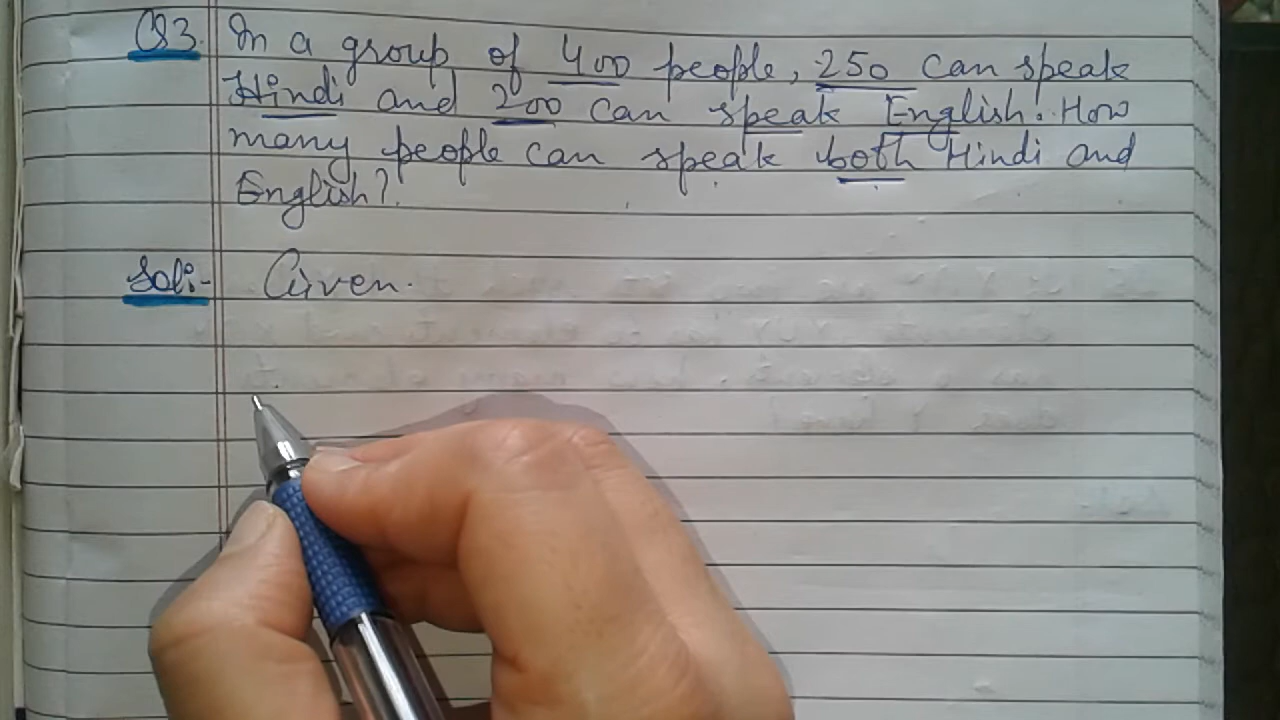 Q3. In a group of 400 people, 250 can speak
Hindi and 200 can speak English. How
many people can speak both Hindi and
English?
Sol:- Given.